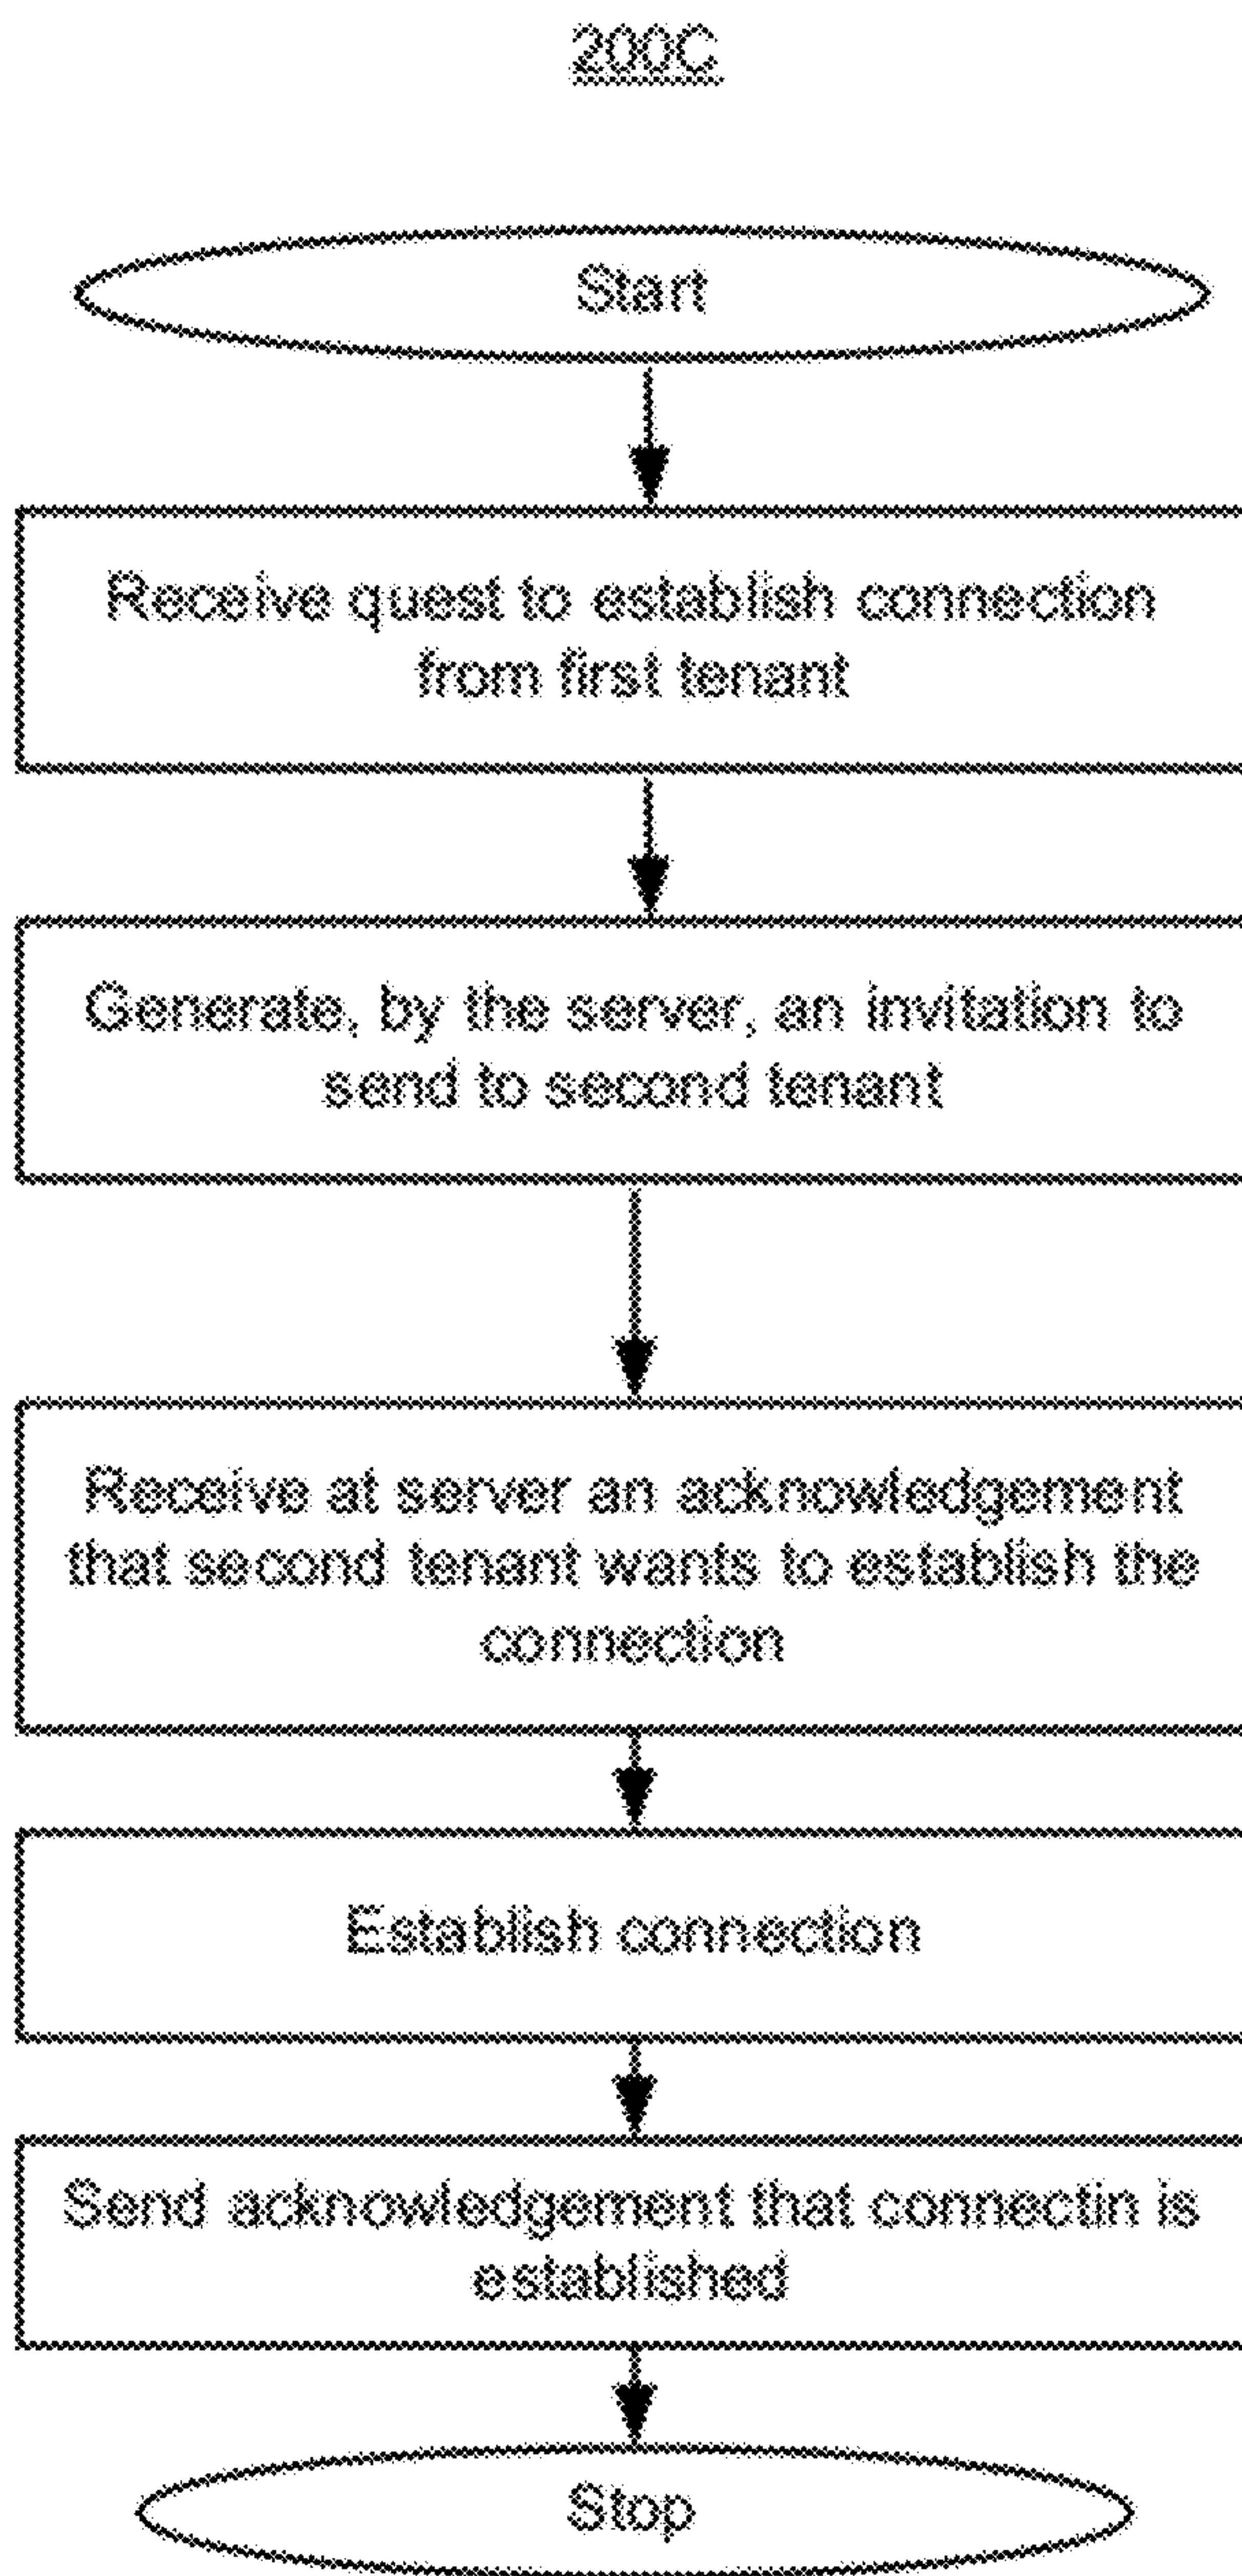 200C
Start
Receive quest to establish connection
from first tenant
Generate, by the server, an invitation to
send to second tenant
Receive at server an acknowledgement
that second tenant wants to establish the
connection
Establish connection
Send acknowledgement that connectin is
established
Stop